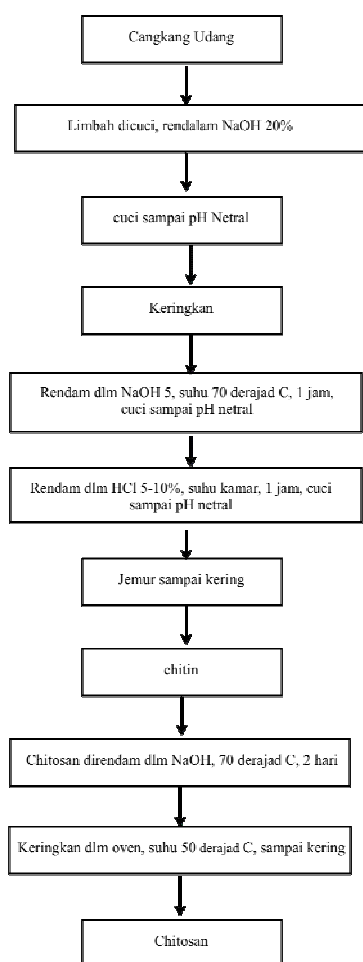 Cangkang Udang
Limbah dicuci, rendalam NaOH 20%
cuci sampai pH Netral
Keringkan
Rendam dlm NaOH 5, suhu 70 derajad C, 1 jam,
cuci sampai pH netral
Rendam dlm HCl 5-10%, suhu kamar, 1 jam, cuci
sampai pH netral
Jemur sampai kering
chitin
Chitosan direndam dlm NaOH, 70 derajad C, 2 hari
Keringkan dlm oven, suhu 50 derajad C, sampai kering
Chitosan